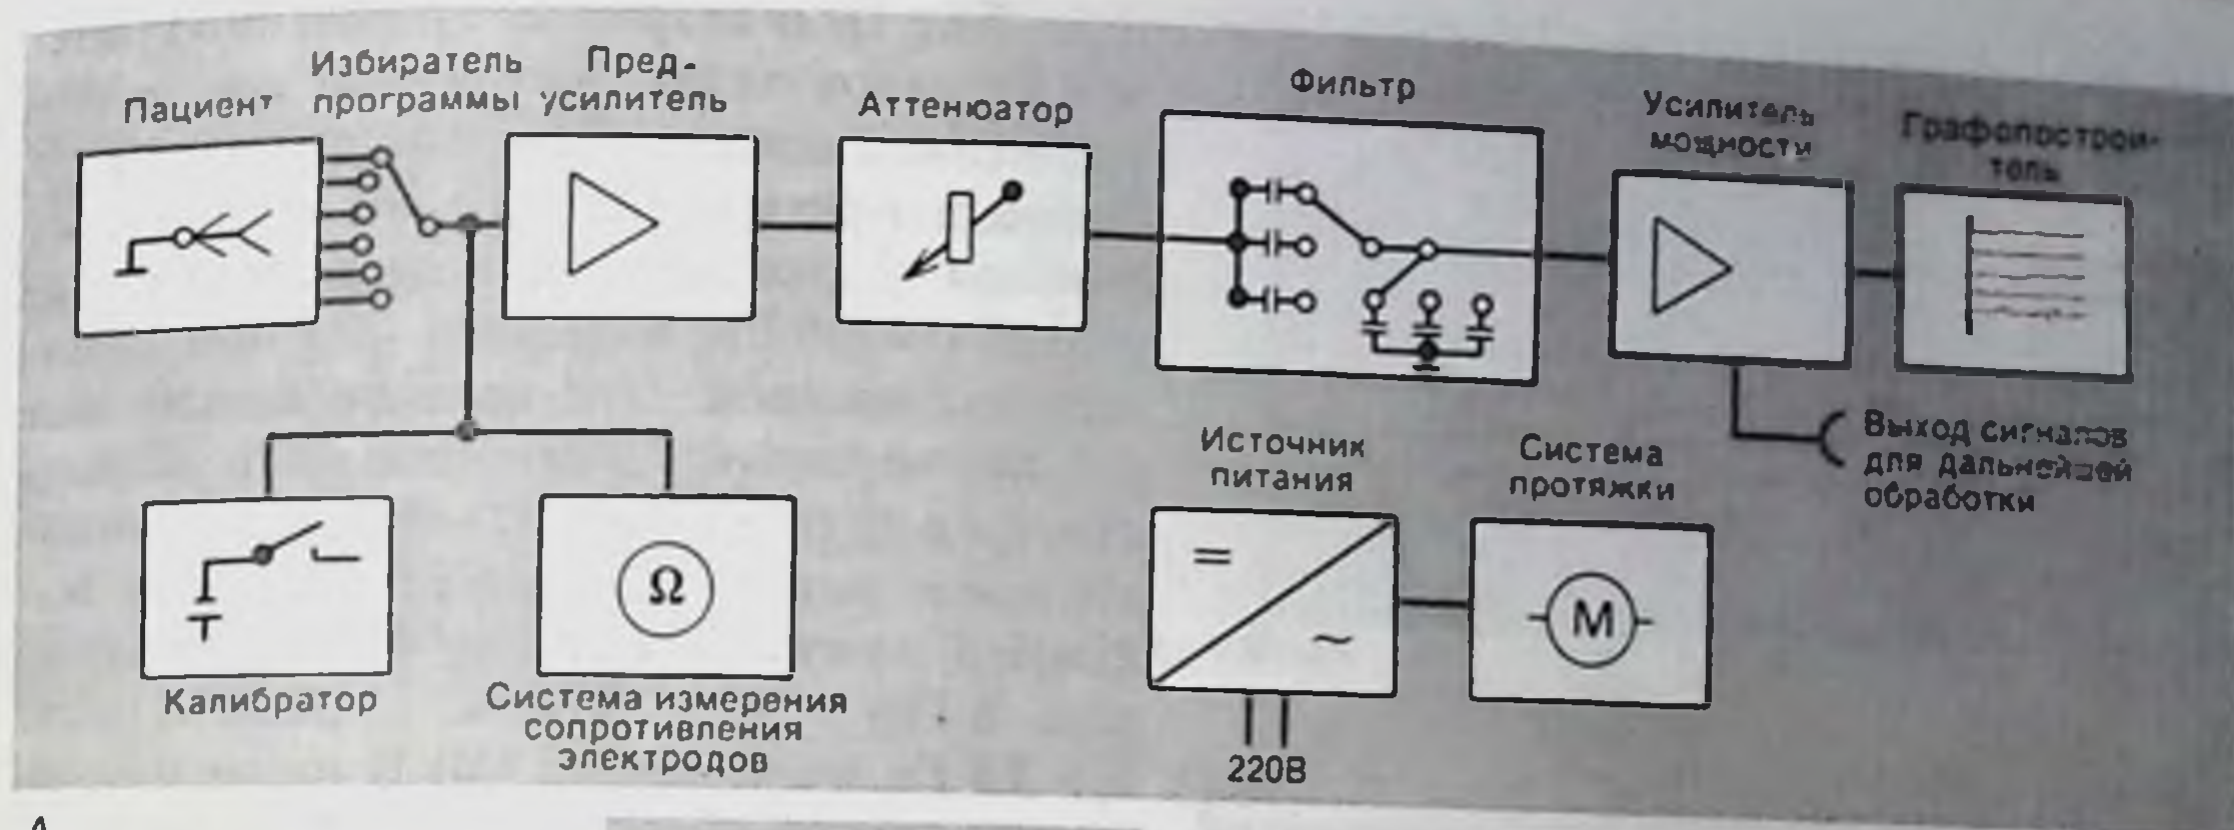 Пациент
Избиратель
программы
Пред-
усилитель
Аттенюатор
Фильтр
Усилитель
мощности
Графопострои-
тель
Выход сигналов
для дальнейшей
обработки
Калибратор
Ω
Система измерения
сопротивления
электродов
Источник
питания
=
~
220В
Система
протяжки
М